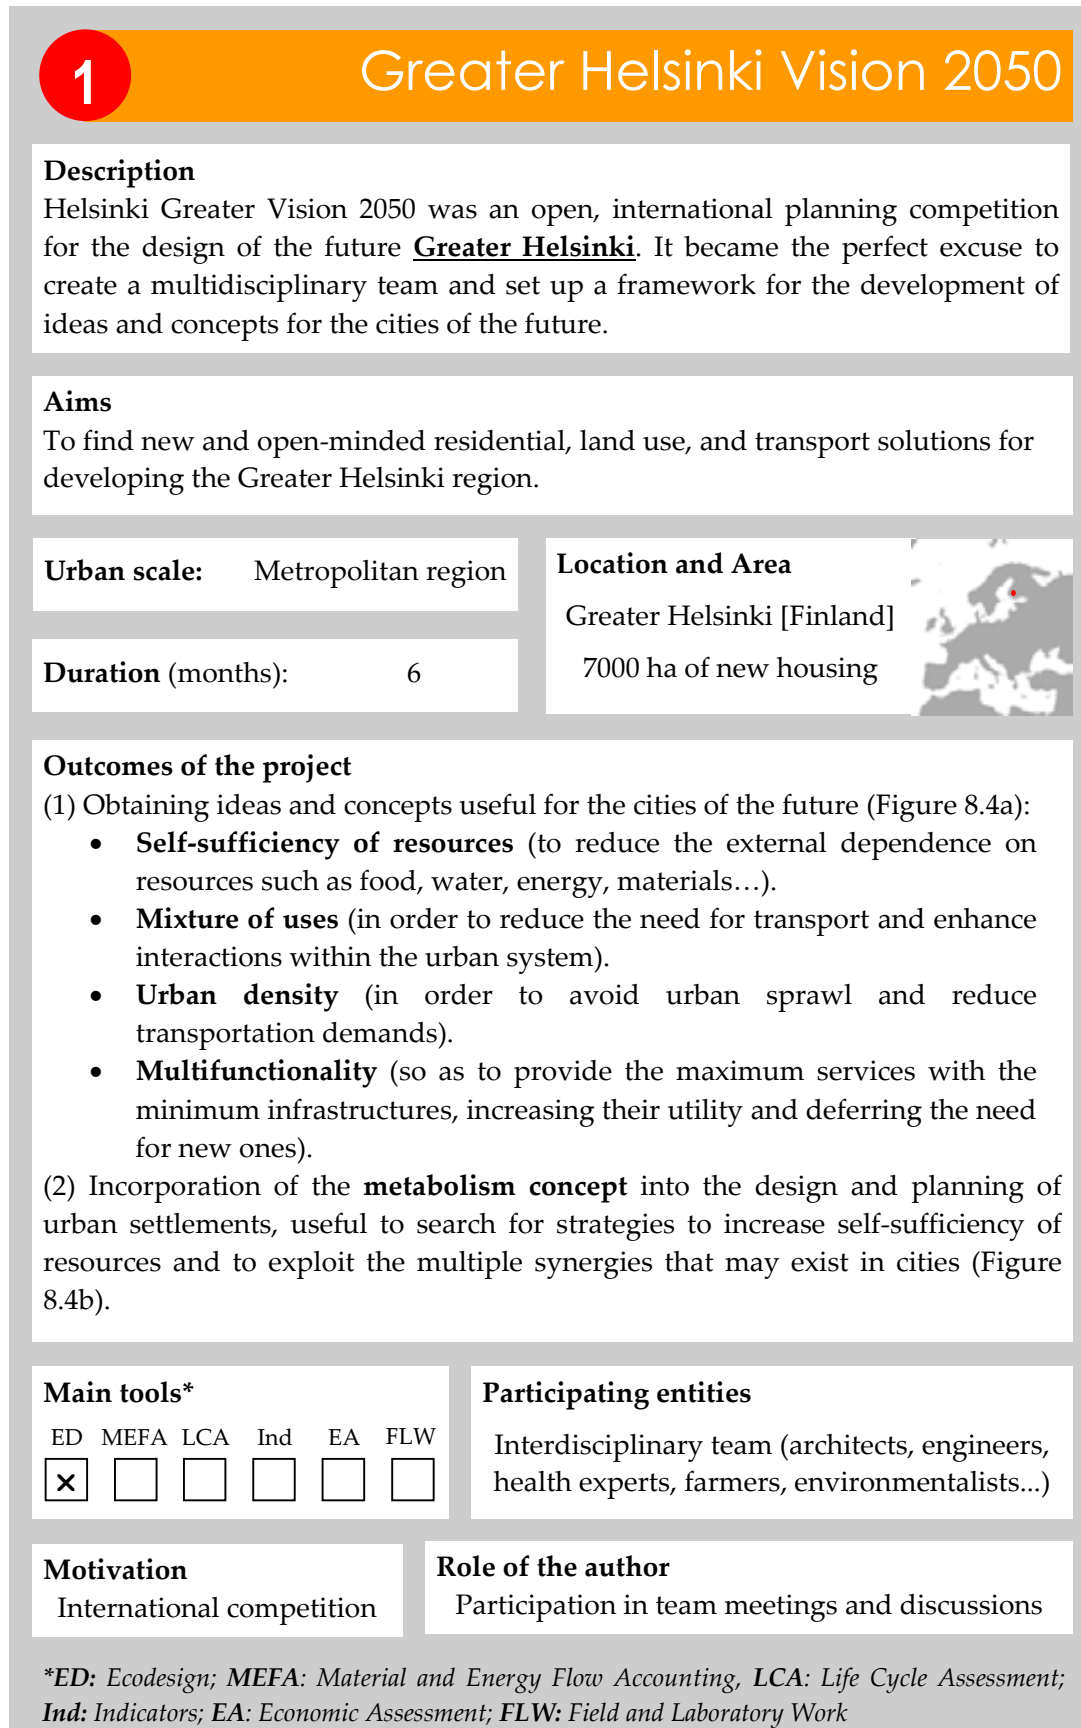 1
Greater Helsinki Vision 2050
Description
Helsinki Greater Vision 2050 was an open, international planning competition
for the design of the future Greater Helsinki. It became the perfect excuse to
create a multidisciplinary team and set up a framework for the development of
ideas and concepts for the cities of the future.
Aims
To find new and open-minded residential, land use, and transport solutions for
developing the Greater Helsinki region.
Urban scale: Metropolitan region
Duration (months): 6
Location and Area
Greater Helsinki [Finland]
7000 ha of new housing
Outcomes of the project
(1) Obtaining ideas and concepts useful for the cities of the future (Figure 8.4a):
• Self-sufficiency of resources (to reduce the external dependence on
resources such as food, water, energy, materials…).
• Mixture of uses (in order to reduce the need for transport and enhance
interactions within the urban system).
• Urban density (in order to avoid urban sprawl and reduce
transportation demands).
• Multifunctionality (so as to provide the maximum services with the
minimum infrastructures, increasing their utility and deferring the need
for new ones).
(2) Incorporation of the metabolism concept into the design and planning of
urban settlements, useful to search for strategies to increase self-sufficiency of
resources and to exploit the multiple synergies that may exist in cities (Figure
8.4b).
Main tools*
ED MEFA LCA Ind EA FLW
x
Participating entities
Interdisciplinary team (architects, engineers,
health experts, farmers, environmentalists...)
Motivation
International competition
Role of the author
Participation in team meetings and discussions
*ED: Ecodesign; MEFA: Material and Energy Flow Accounting, LCA: Life Cycle Assessment;
Ind: Indicators; EA: Economic Assessment; FLW: Field and Laboratory Work